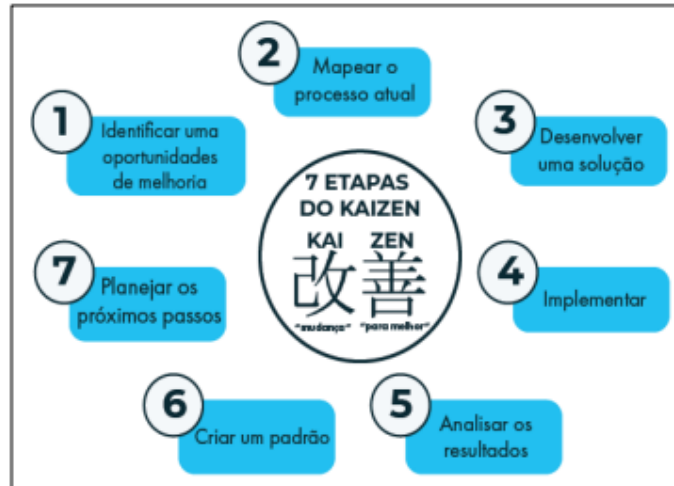 7 ETAPAS
DO KAIZEN
KAI ZEN
改善
"mudança" "para melhor"
1
Identificar uma
oportunidades
de melhoria
2
Mapear o
processo atual
3
Desenvolver
uma solução
4
Implementar
5
Analisar os
resultados
6
Criar um padrão
7
Planejar os
próximos passos